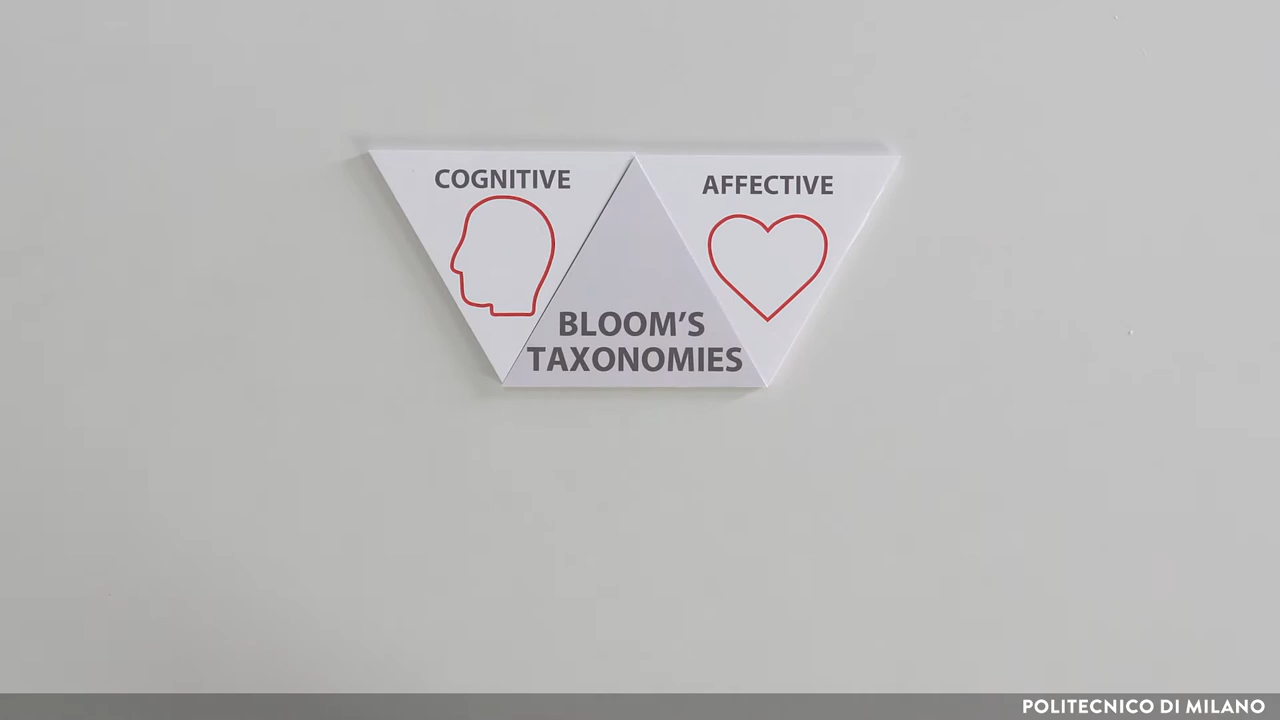 COGNITIVE
AFFECTIVE
BLOOM'S
TAXONOMIES
POLITECNICO DI MILANO